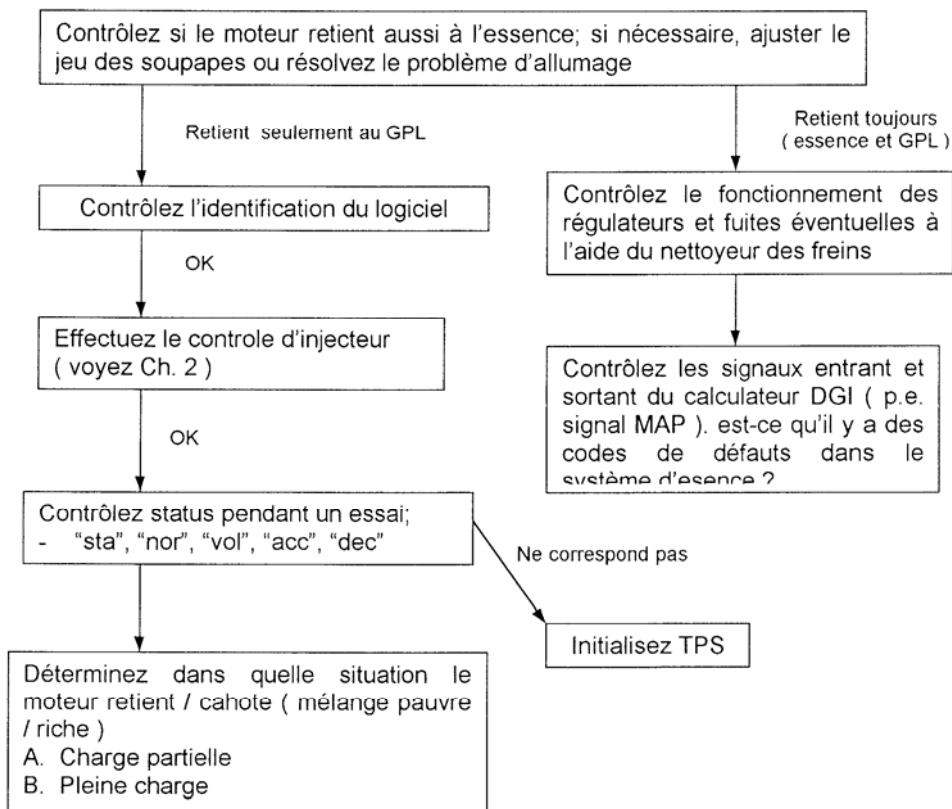 Contrôlez si le moteur retient aussi à l'essence; si nécessaire, ajuster le
jeu des soupapes ou résolvez le problème d'allumage
Retient seulement au GPL
Retient toujours
( essence et GPL )
Contrôlez l'identification du logiciel
Contrôlez le fonctionnement des
régulateurs et fuites éventuelles à
l'aide du nettoyeur des freins
OK
Effectuez le controle d'injecteur
( voyez Ch. 2 )
Contrôlez les signaux entrant et
sortant du calculateur DGI ( p.e.
signal MAP ). est-ce qu'il y a des
codes de défauts dans le
système d'esence ?
OK
Contrôlez status pendant un essai;
- "sta", "nor", "vol", "acc", "dec"
Ne correspond pas
Initialisez TPS
Déterminez dans quelle situation le
moteur retient / cahote ( mélange pauvre
/ riche )
A. Charge partielle
B. Pleine charge